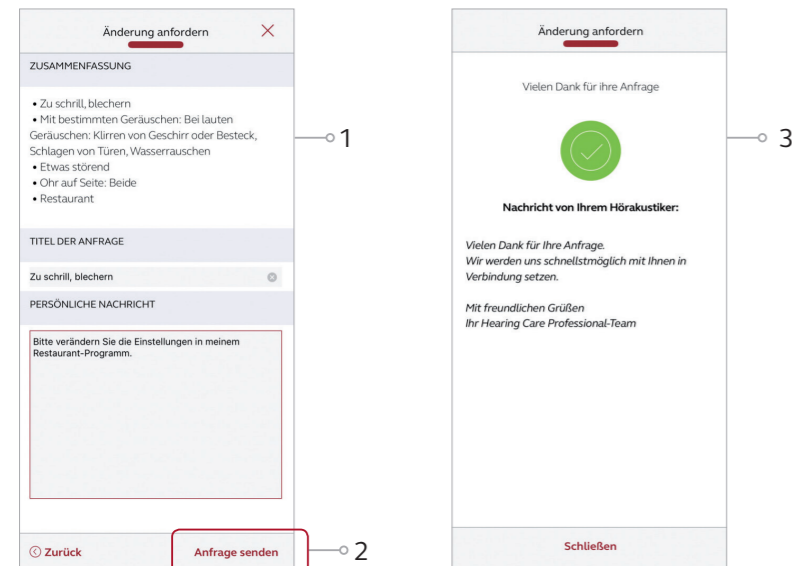 Änderung anfordern
ZUSAMMENFASSUNG
• Zu schrill, blechern
• Mit bestimmten Geräuschen: Bei lauten
Geräuschen: Klirren von Geschirr oder Besteck,
Schlagen von Türen, Wasserrauschen
• Etwas störend
• Ohr auf Seite: Beide
• Restaurant
1
TITEL DER ANFRAGE
Zu schrill, blechern
PERSÖNLICHE NACHRICHT
Bitte verändern Sie die Einstellungen in meinem
Restaurant-Programm.
Zurück
Anfrage senden
2
Änderung anfordern
Vielen Dank für ihre Anfrage
3
Nachricht von Ihrem Hörakustiker:
Vielen Dank für Ihre Anfrage.
Wir werden uns schnellstmöglich mit Ihnen in
Verbindung setzen.
Mit freundlichen Grüßen
Ihr Hearing Care Professional-Team
Schließen